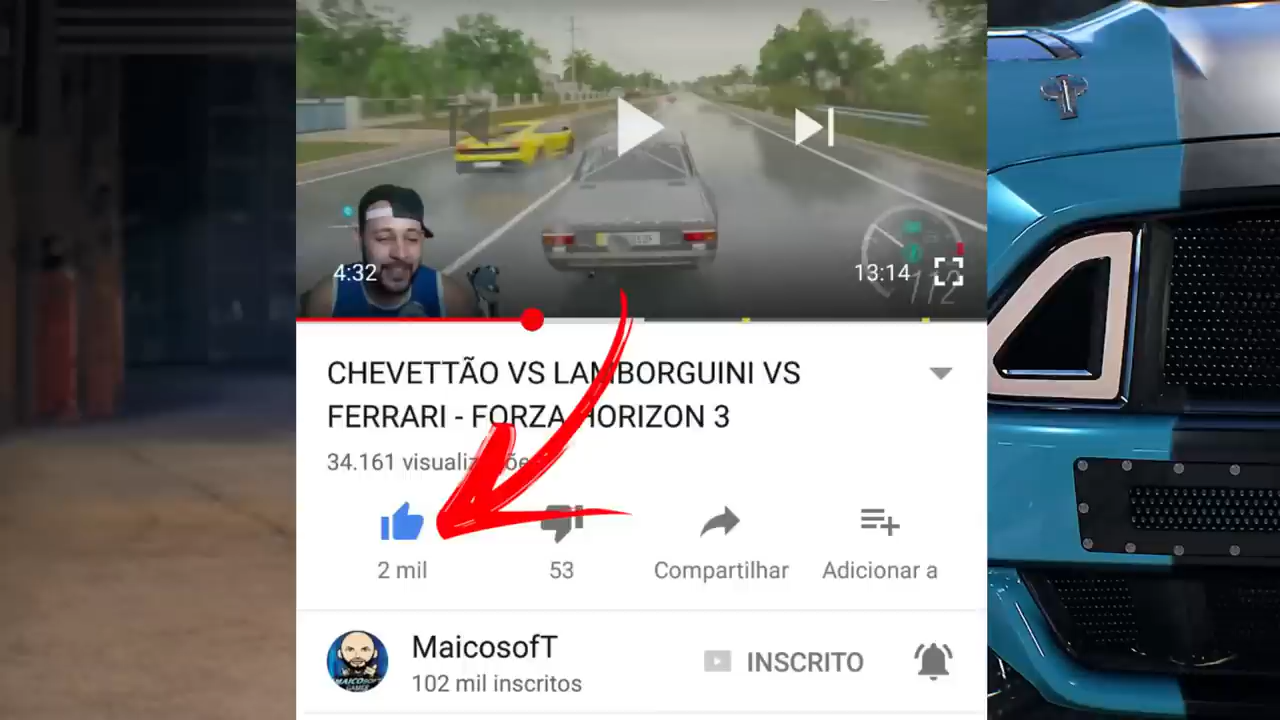 4:32
13:14
112
CHEVETTÃO VS LAMBORGUINI VS
FERRARI - FORZA HORIZON 3
34.161 visualizações
2 mil
53
Compartilhar
Adicionar a
MaicosofT
102 mil inscritos
INSCRITO